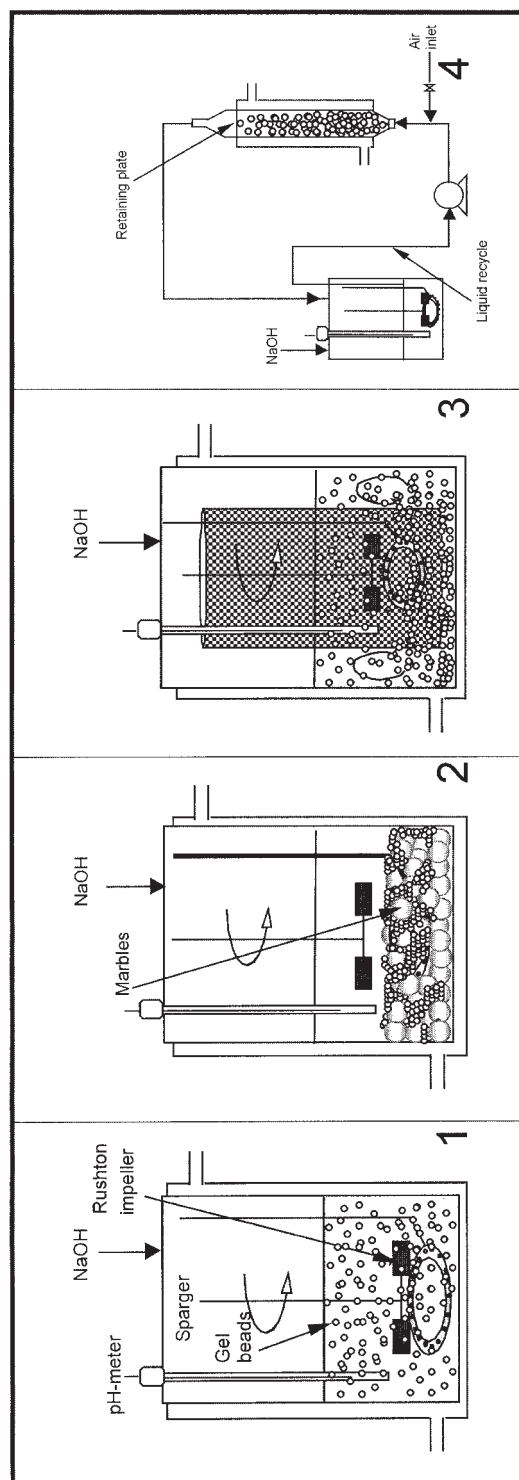 pH-meter
NaOH
Sparger
Gel
beads
Rushton
impeller
1
NaOH
Marbles
2
NaOH
3
NaOH
Retaining plate
Liquid recycle
Air
inlet
4